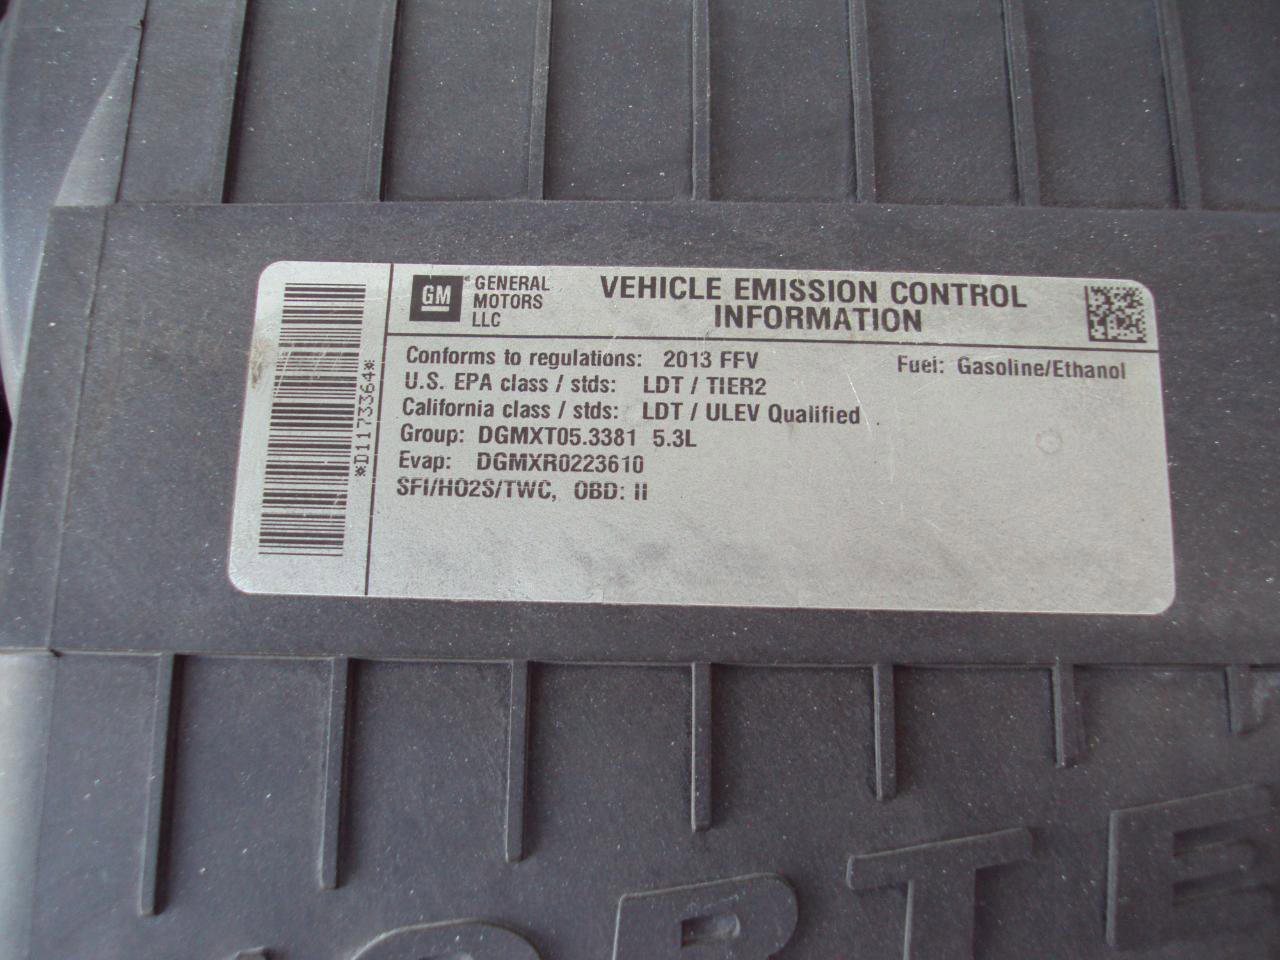 *D1173364*
GM
GENERAL
MOTORS
LLC
VEHICLE EMISSION CONTROL
INFORMATION
Conforms to regulations: 2013 FFV Fuel: Gasoline/Ethanol
U.S. EPA class / stds: LDT / TIER2
California class / stds: LDT / ULEV Qualified
Group: DGMXT05.3381 5.3L
Evap: DGMXR0223610
SFI/HO2S/TWC, OBD: II